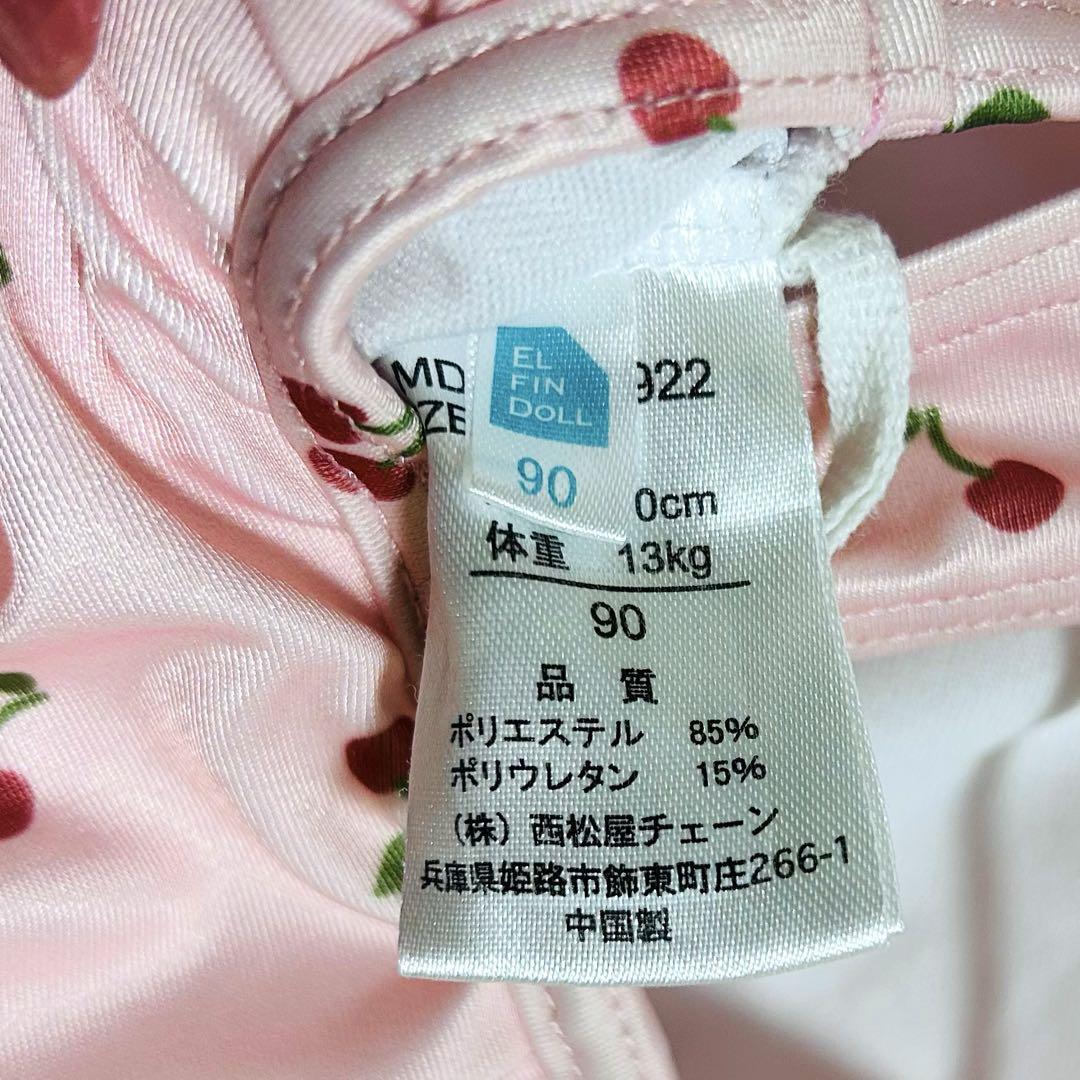 EL
FIN
DOLL
90
MD
922
ZE
0cm
体重 13kg
90
品質
ポリエステル 85%
ポリウレタン 15%
(株) 西松屋チェーン
兵庫県姫路市飾東町庄266-1
中国製